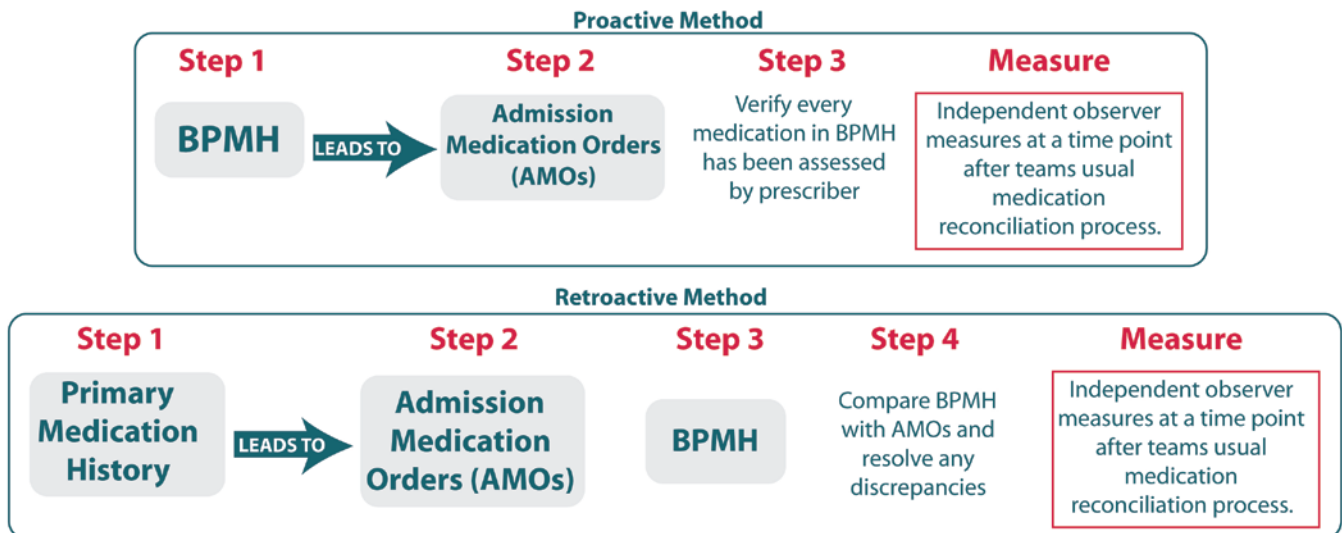 Proactive Method
Step 1
BPMH
LEADS TO
Step 2
Admission
Medication Orders
(AMOs)
Step 3
Verify every
medication in BPMH
has been assessed
by prescriber
Measure
Independent observer
measures at a time point
after teams usual
medication
reconciliation process.
Retroactive Method
Step 1
Primary
Medication
History
LEADS TO
Step 2
Admission
Medication
Orders (AMOs)
Step 3
BPMH
Step 4
Compare BPMH
with AMOs and
resolve any
discrepancies
Measure
Independent observer
measures at a time point
after teams usual
medication
reconciliation process.